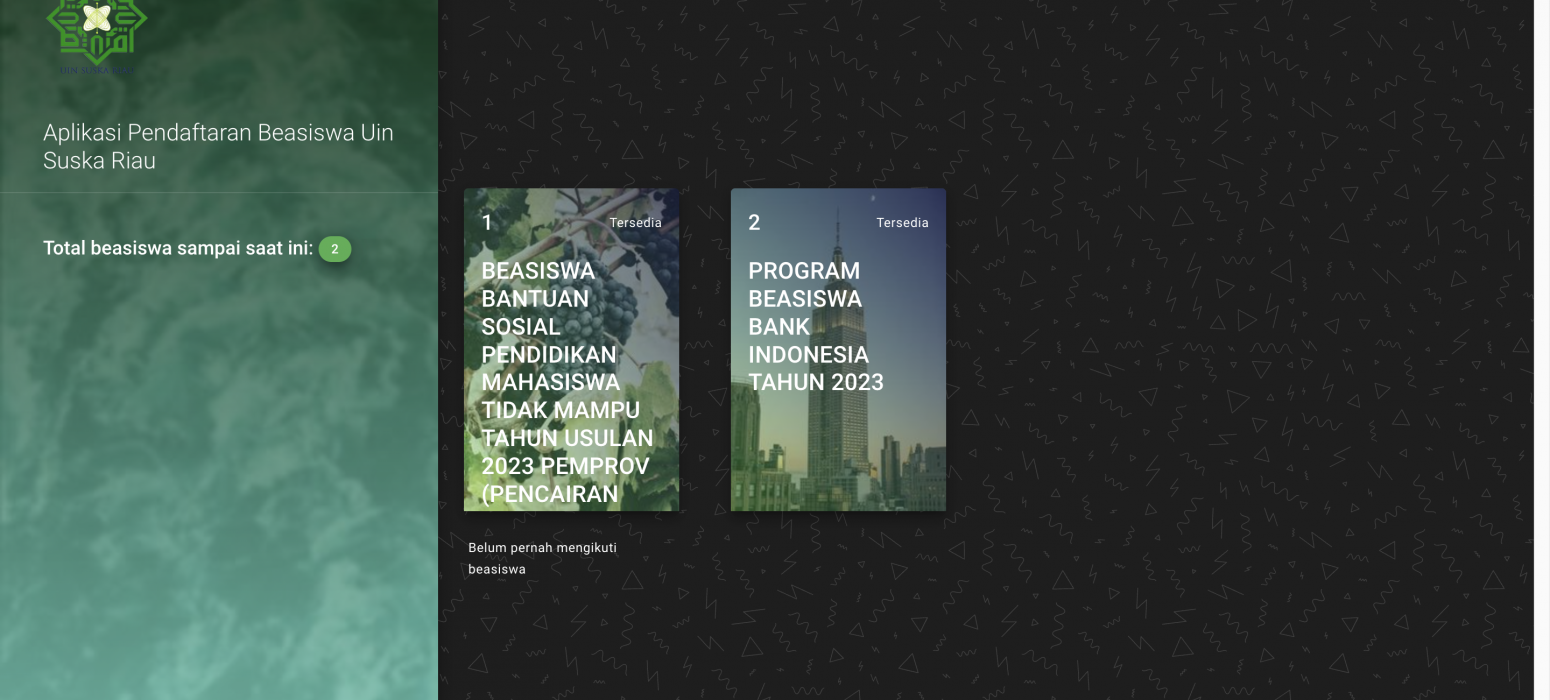 UIN SUSKA RIAU
Aplikasi Pendaftaran Beasiswa Uin
Suska Riau
Total beasiswa sampai saat ini: 2
1 Tersedia
BEASISWA
BANTUAN
SOSIAL
PENDIDIKAN
MAHASISWA
TIDAK MAMPU
TAHUN USULAN
2023 PEMPROV
(PENCAIRAN
Belum pernah mengikuti
beasiswa
2 Tersedia
PROGRAM
BEASISWA
BANK
INDONESIA
TAHUN 2023